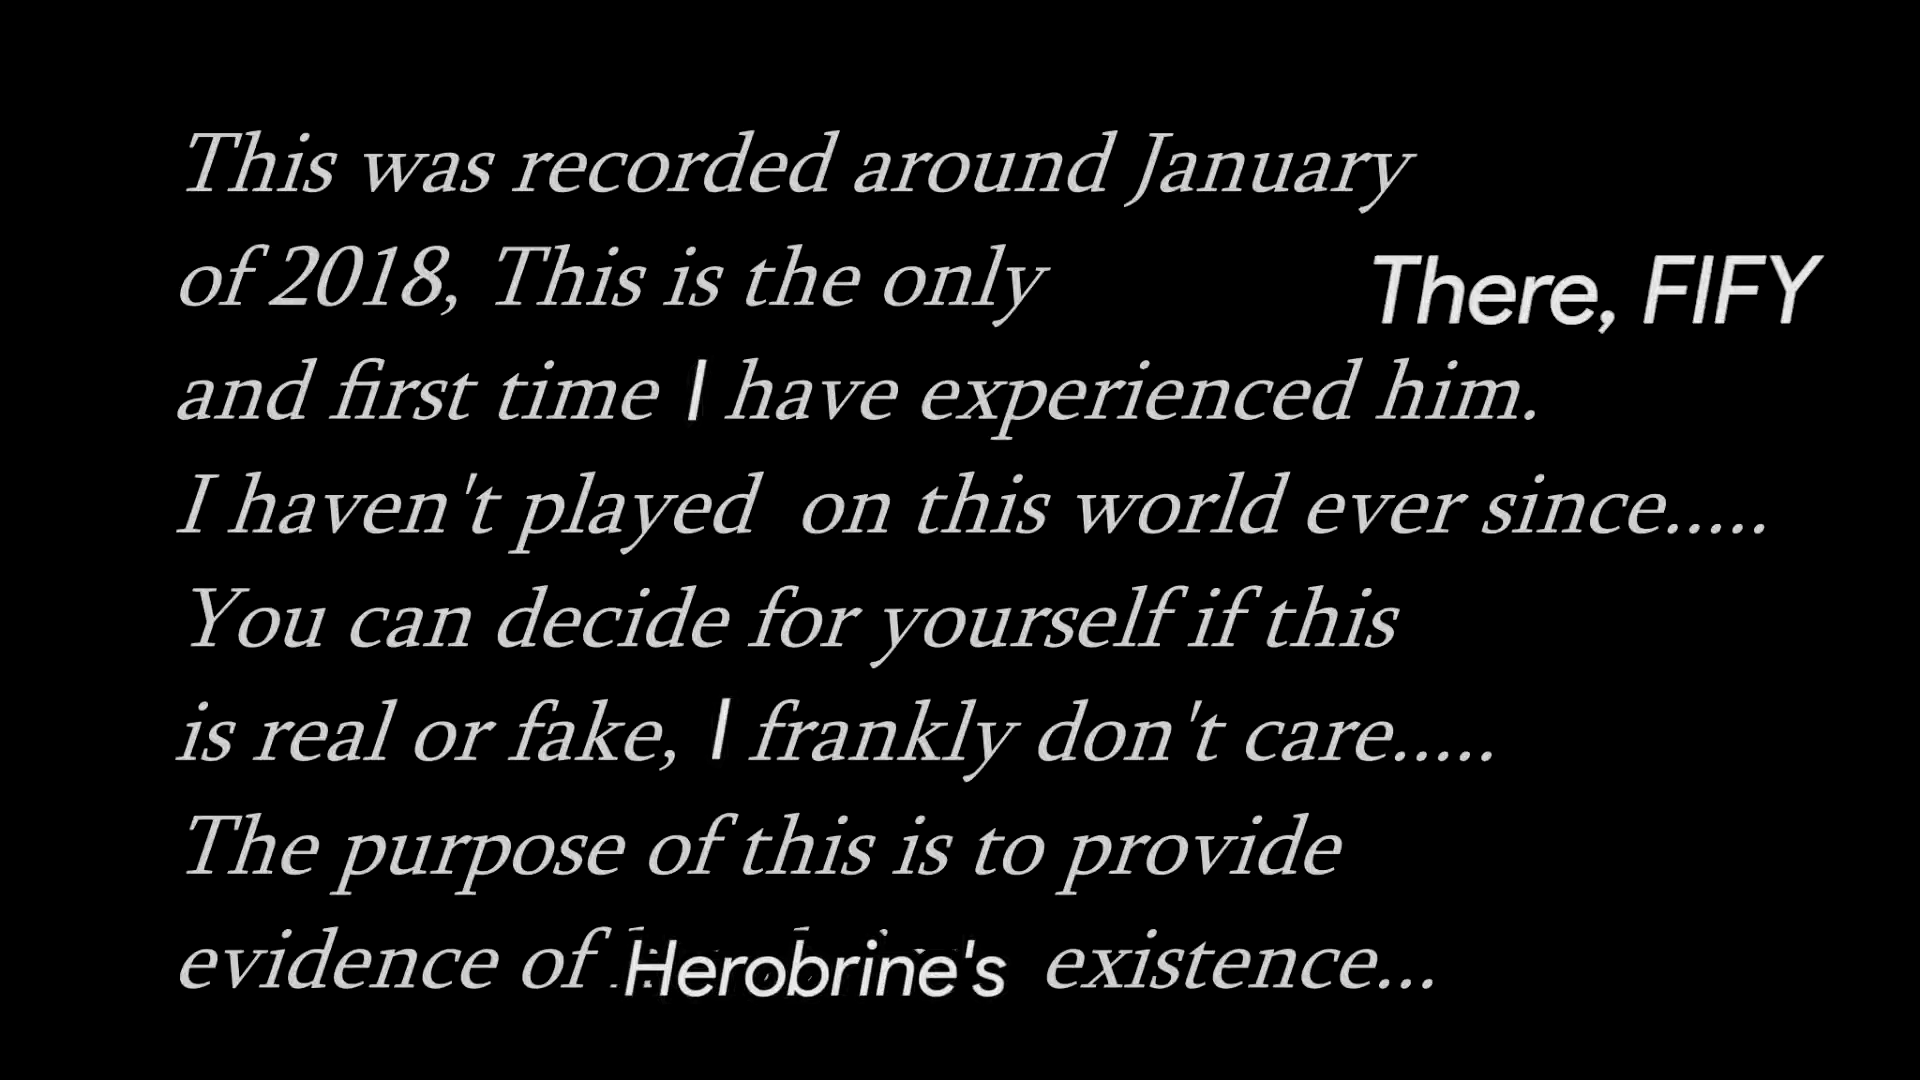 This was recorded around January
of 2018, This is the only
There, FIFY
and first time I have experienced him.
I haven't played on this world ever since.....
You can decide for yourself if this
is real or fake, I frankly don't care.....
The purpose of this is to provide
evidence of Herobrine's existence...